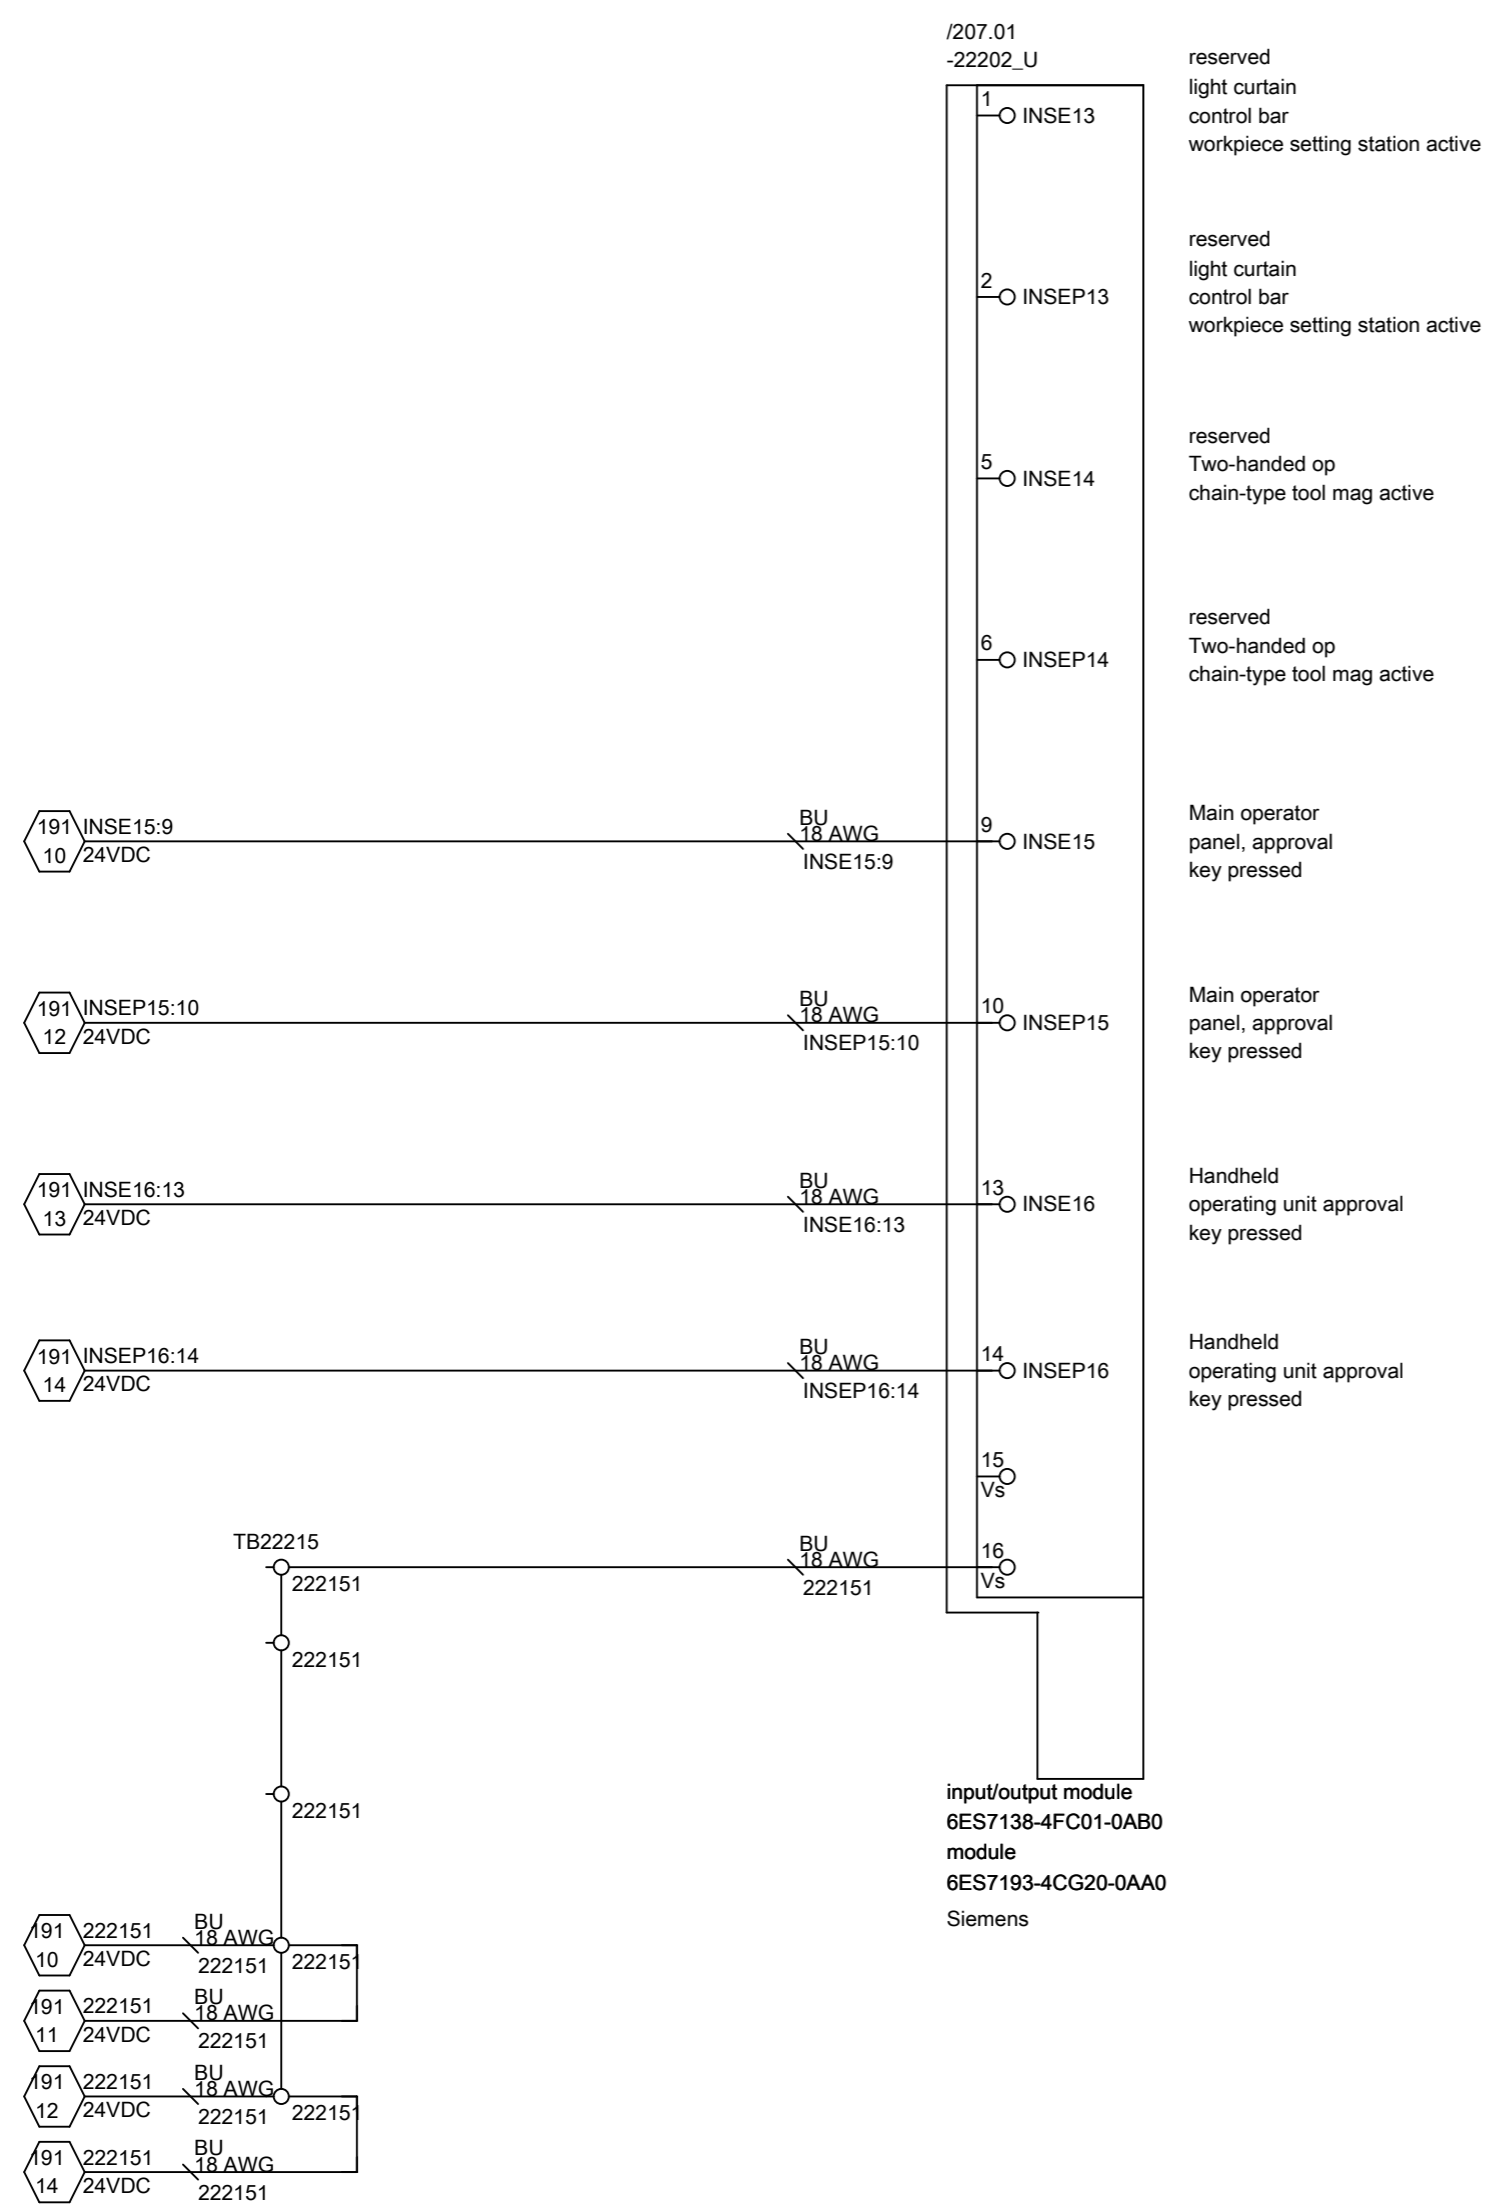 /207.01
-22202_U
1
INSE13
reserved
light curtain
control bar
workpiece setting station active
2
INSEP13
reserved
light curtain
control bar
workpiece setting station active
5
INSE14
reserved
Two-handed op
chain-type tool mag active
6
INSEP14
reserved
Two-handed op
chain-type tool mag active
191
10
INSE15:9
24VDC
BU
18 AWG
INSE15:9
9
INSE15
Main operator
panel, approval
key pressed
191
12
INSEP15:10
24VDC
BU
18 AWG
INSEP15:10
10
INSEP15
Main operator
panel, approval
key pressed
191
13
INSE16:13
24VDC
BU
18 AWG
INSE16:13
13
INSE16
Handheld
operating unit approval
key pressed
191
14
INSEP16:14
24VDC
BU
18 AWG
INSEP16:14
14
INSEP16
Handheld
operating unit approval
key pressed
15
Vs
TB22215
222151
BU
18 AWG
222151
16
Vs
222151
222151
input/output module
6ES7138-4FC01-0AB0
module
6ES7193-4CG20-0AA0
Siemens
191
10
222151
24VDC
BU
18 AWG
222151
222151
191
11
222151
24VDC
BU
18 AWG
222151
191
12
222151
24VDC
BU
18 AWG
222151
222151
191
14
222151
24VDC
BU
18 AWG
222151